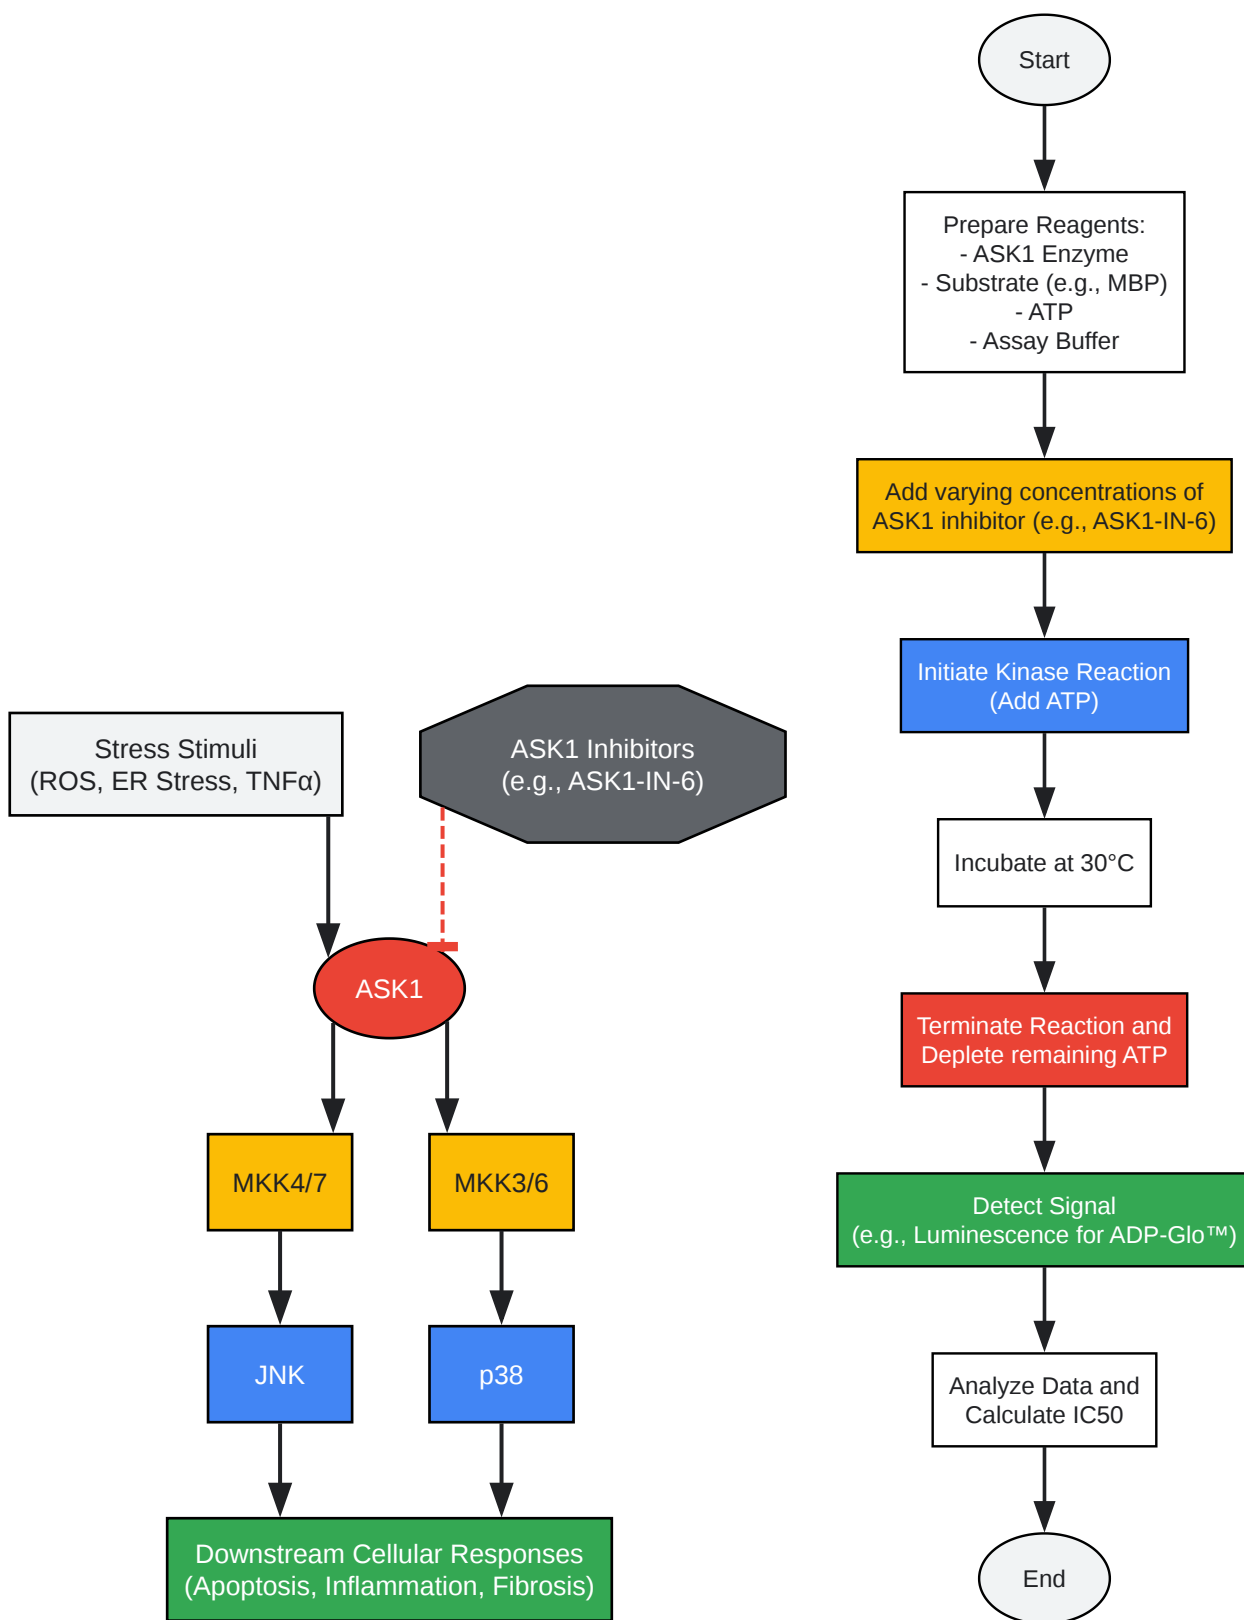 Stress Stimuli
(ROS, ER Stress, TNFα)
ASK1 Inhibitors
(e.g., ASK1-IN-6)
ASK1
MKK4/7
MKK3/6
JNK
p38
Downstream Cellular Responses
(Apoptosis, Inflammation, Fibrosis)
Start
Prepare Reagents:
- ASK1 Enzyme
- Substrate (e.g., MBP)
- ATP
- Assay Buffer
Add varying concentrations of
ASK1 inhibitor (e.g., ASK1-IN-6)
Initiate Kinase Reaction
(Add ATP)
Incubate at 30°C
Terminate Reaction and
Deplete remaining ATP
Detect Signal
(e.g., Luminescence for ADP-Glo™)
Analyze Data and
Calculate IC50
End